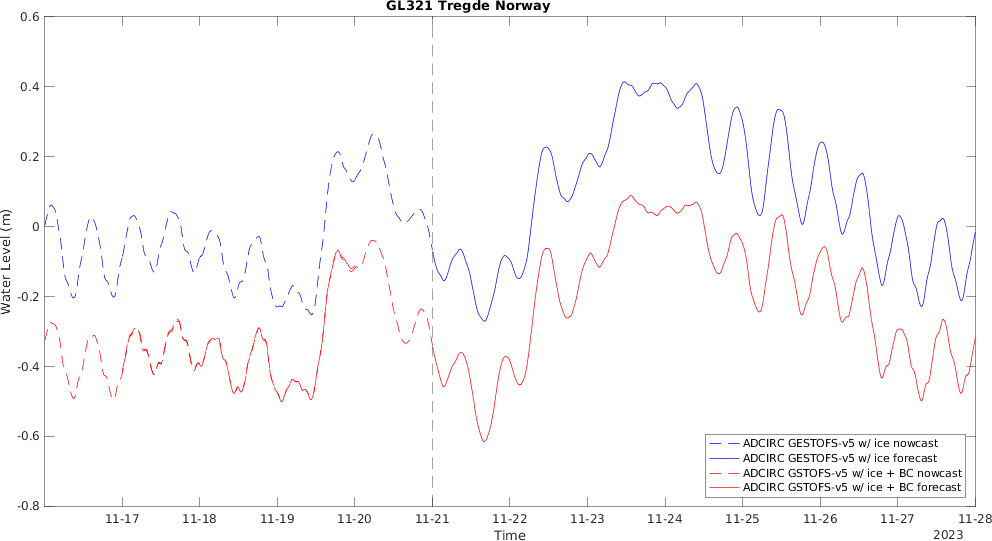 GL321 Tregde Norway
0.6
0.4
0.2
0
-0.2
-0.4
-0.6
-0.8
Water Level (m)
ADCIRC GESTOFS-v5 w/ ice nowcast
ADCIRC GESTOFS-v5 w/ ice forecast
ADCIRC GSTOFS-v5 w/ ice + BC nowcast
ADCIRC GSTOFS-v5 w/ ice + BC forecast
11-17 11-18 11-19 11-20 11-21 11-22 11-23 11-24 11-25 11-26 11-27 11-28
Time
2023